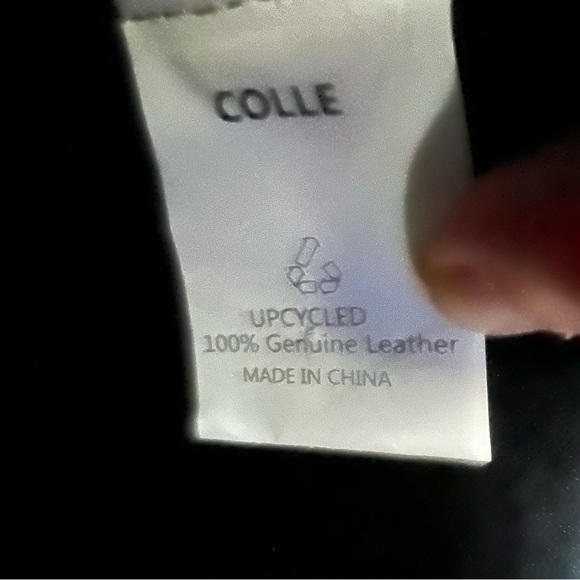 COLLE
UPCYCLED
100% Genuine Leather
MADE IN CHINA